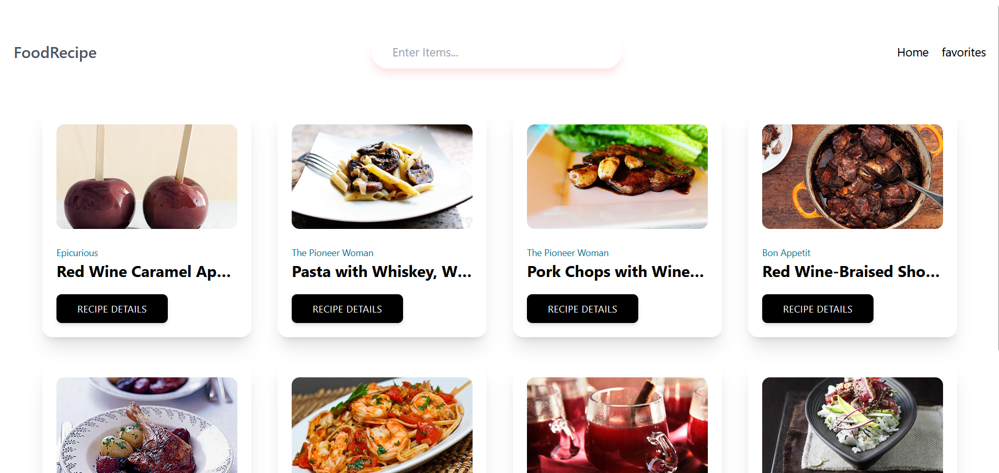 FoodRecipe
Enter Items...
Home
favorites
Epicurious
Red Wine Caramel Ap...
RECIPE DETAILS
The Pioneer Woman
Pasta with Whiskey, W...
RECIPE DETAILS
The Pioneer Woman
Pork Chops with Wine...
RECIPE DETAILS
Bon Appetit
Red Wine-Braised Sho...
RECIPE DETAILS